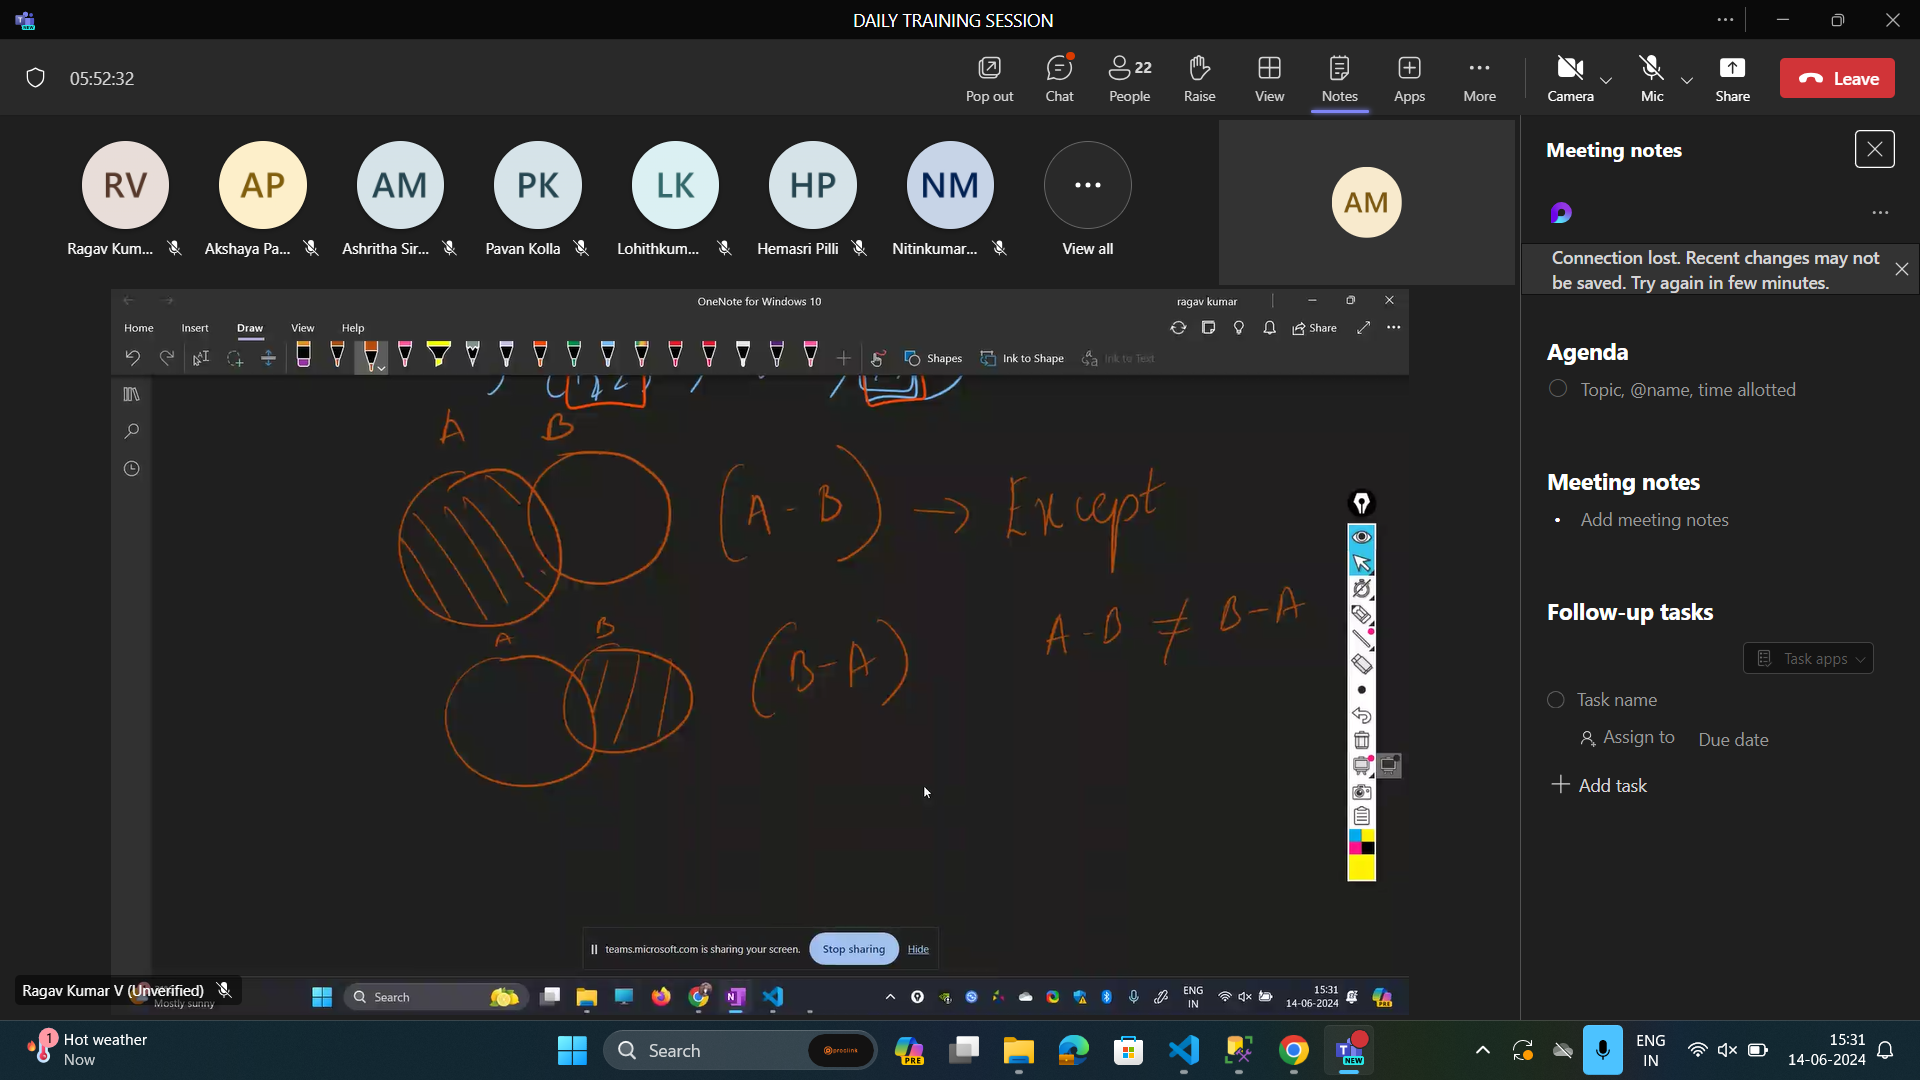 DAILY TRAINING SESSION
05:52:32
Pop out
Chat
22
People
Raise
View
Notes
Apps
More
Camera
Mic
Share
Leave
RV
AP
AM
PK
LK
HP
NM
Ragav Kum...
Akshaya Pa...
Ashritha Sir...
Pavan Kolla
Lohithkum...
Hemasri Pilli
Nitinkumar...
View all
AM
Meeting notes
Connection lost. Recent changes may not
be saved. Try again in few minutes.
Agenda
Topic, @name, time allotted
Meeting notes
Add meeting notes
Follow-up tasks
Task apps
Task name
Assign to
Due date
Add task
OneNote for Windows 10
ragav kumar
Home
Insert
Draw
View
Help
Share
Shapes
Ink to Shape
Ink to Text
A B
(A - B) → Except
A - B ≠ B - A
A B
(B - A)
teams.microsoft.com is sharing your screen.
Stop sharing
Hide
Ragav Kumar V (Unverified)
Mostly sunny
Search
ENG
IN
15:31
14-06-2024
PRE
1
Hot weather
Now
Search
proclink
PRE
NEW
ENG
IN
15:31
14-06-2024